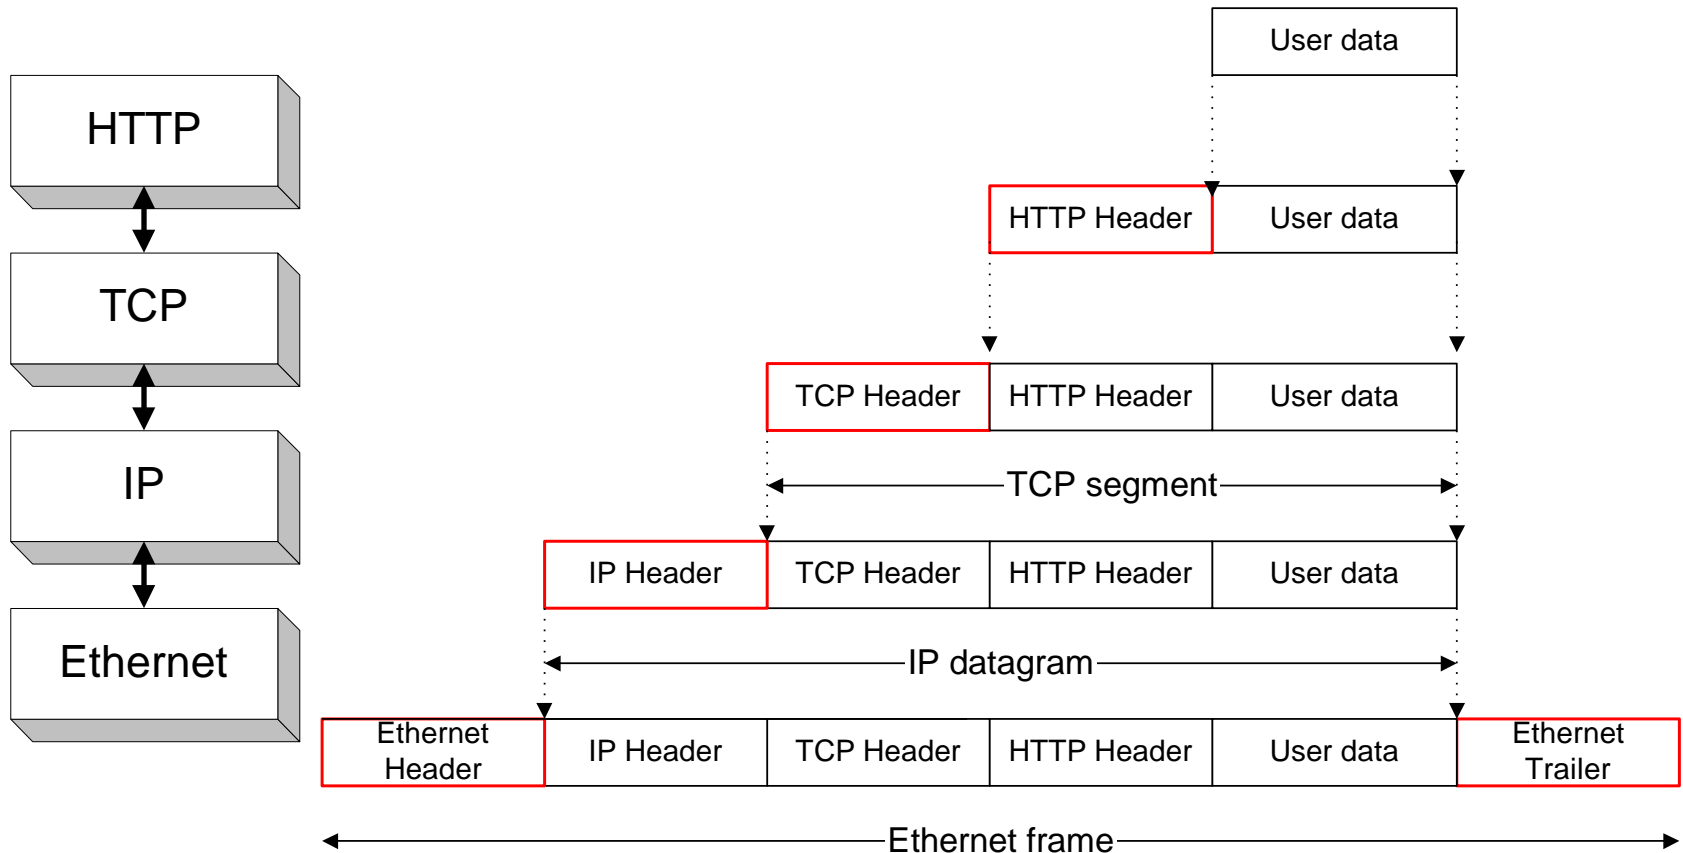 User data
HTTP
HTTP Header User data
TCP
TCP Header HTTP Header User data
IP
TCP segment
IP Header TCP Header HTTP Header User data
Ethernet
IP datagram
Ethernet
Header
IP Header TCP Header HTTP Header User data
Ethernet
Trailer
Ethernet frame